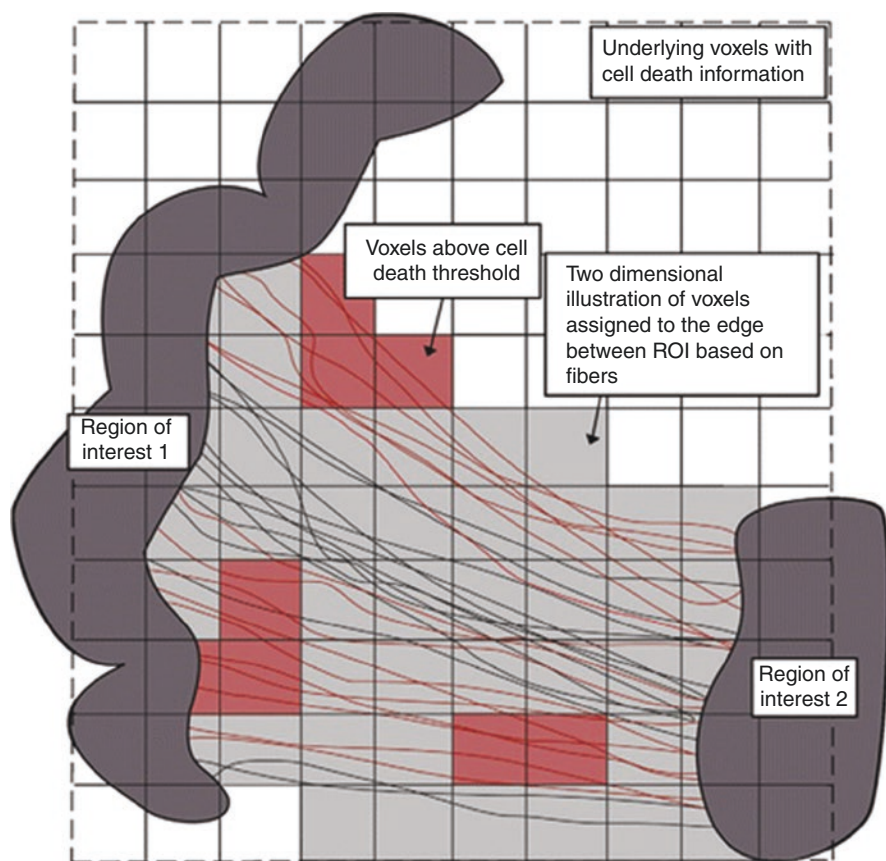 Underlying voxels with
cell death information
Voxels above cell
death threshold
Two dimensional
illustration of voxels
assigned to the edge
between ROI based on
fibers
Region of
interest 1
Region of
interest 2